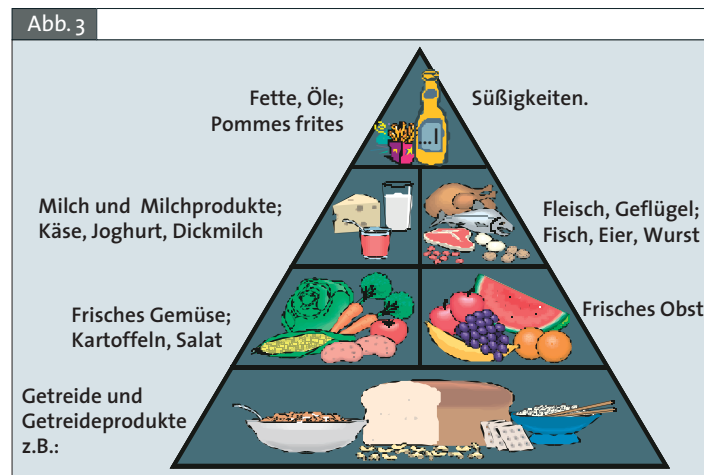 Abb. 3
Fette, Öle;
Pommes frites
Süßigkeiten.
Milch und Milchprodukte;
Käse, Joghurt, Dickmilch
Fleisch, Geflügel;
Fisch, Eier, Wurst
Frisches Gemüse;
Kartoffeln, Salat
Frisches Obst
Getreide und
Getreideprodukte
z.B.: